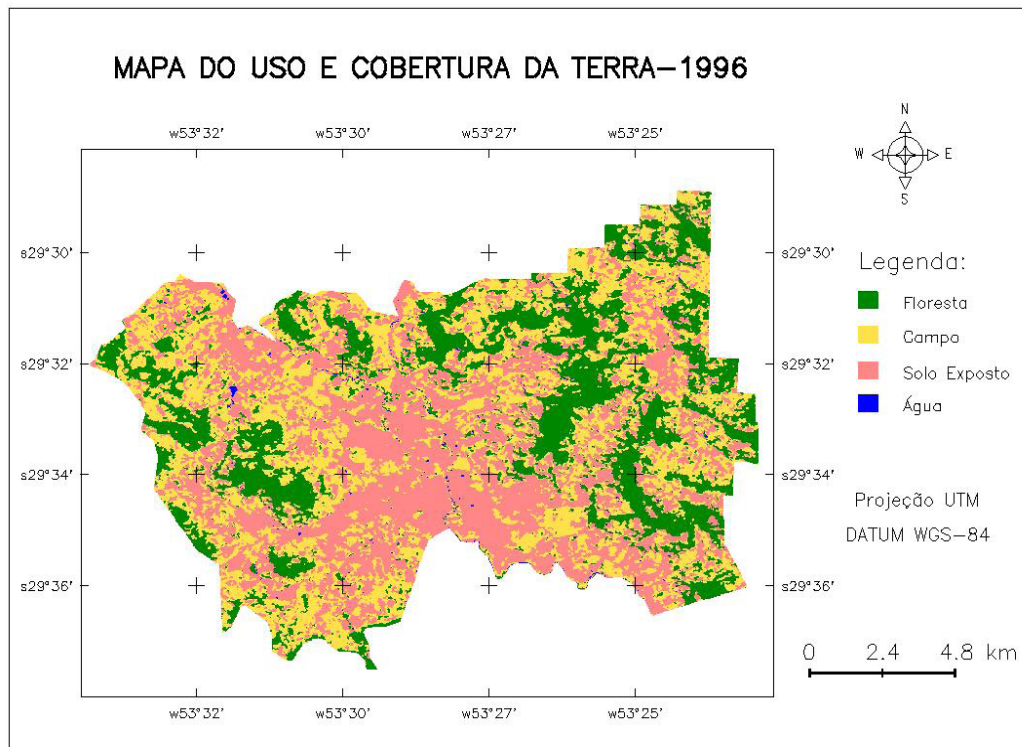 MAPA DO USO E COBERTURA DA TERRA-1996
w53°32' w53°30' w53°27' w53°25'
N
W E
S
s29°30' s29°30'
Legenda:
Floresta
Campo
Solo Exposto
Água
s29°32' s29°32'
s29°34' s29°34'
Projeção UTM
DATUM WGS-84
s29°36' s29°36'
0 2.4 4.8 km
w53°32' w53°30' w53°27' w53°25'